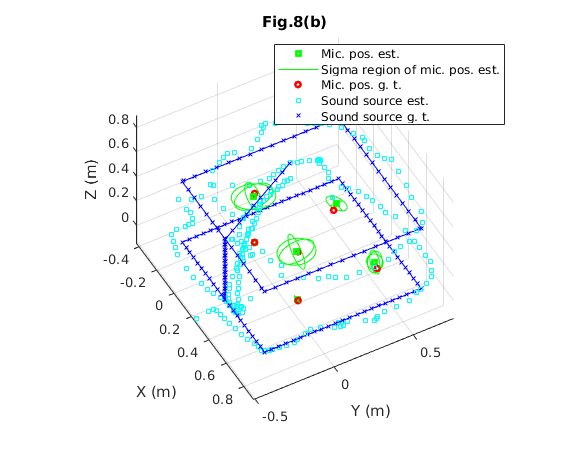 Fig.8(b)
Mic. pos. est.
Sigma region of mic. pos. est.
Mic. pos. g. t.
Sound source est.
Sound source g. t.
0.8
0.6
0.4
0.2
0
Z (m)
-0.4
-0.2
0
0.2
0.4
0.6
0.8
X (m)
-0.5
0
0.5
Y (m)